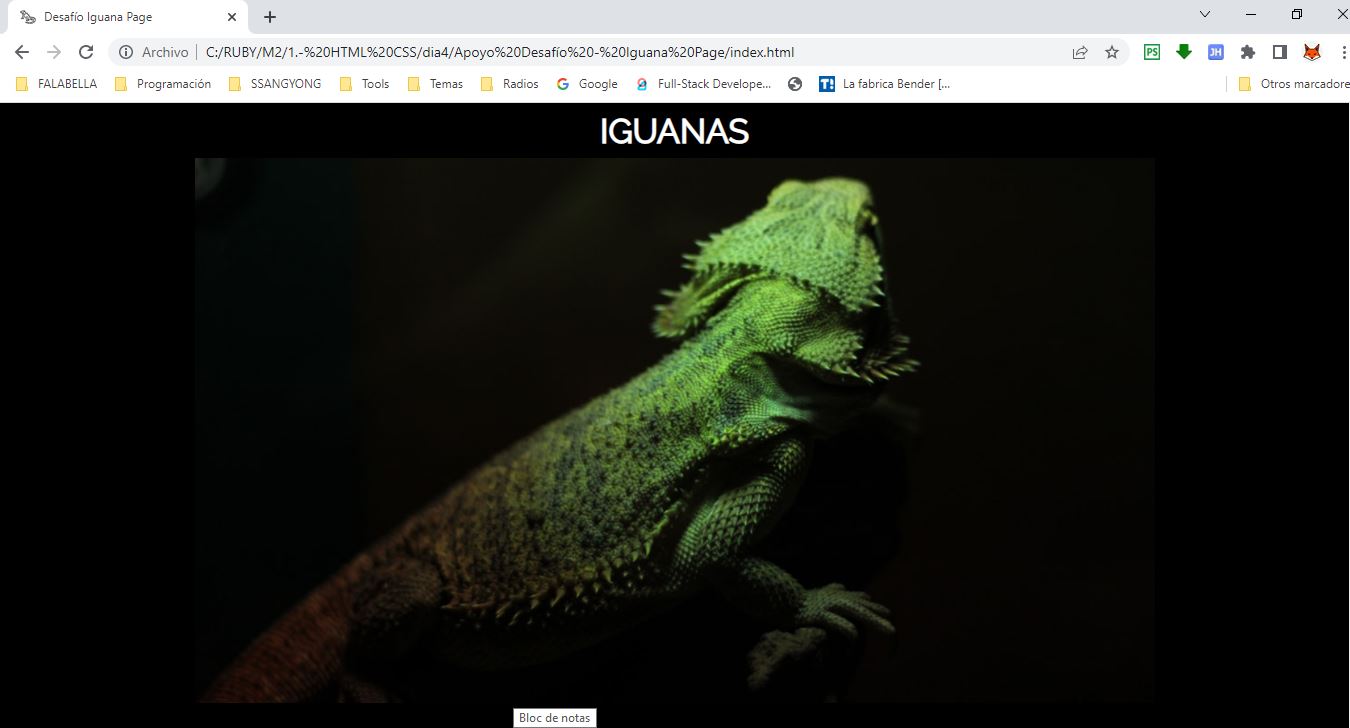 Desafío Iguana Page
Archivo C:/RUBY/M2/1.-%20HTML%20CSS/dia4/Apoyo%20Desafío%20-%20Iguana%20Page/index.html
PS JH
FALABELLA Programación SSANGYONG Tools Temas Radios Google Full-Stack Develope... T! La fabrica Bender [... Otros marcadore
IGUANAS
Bloc de notas